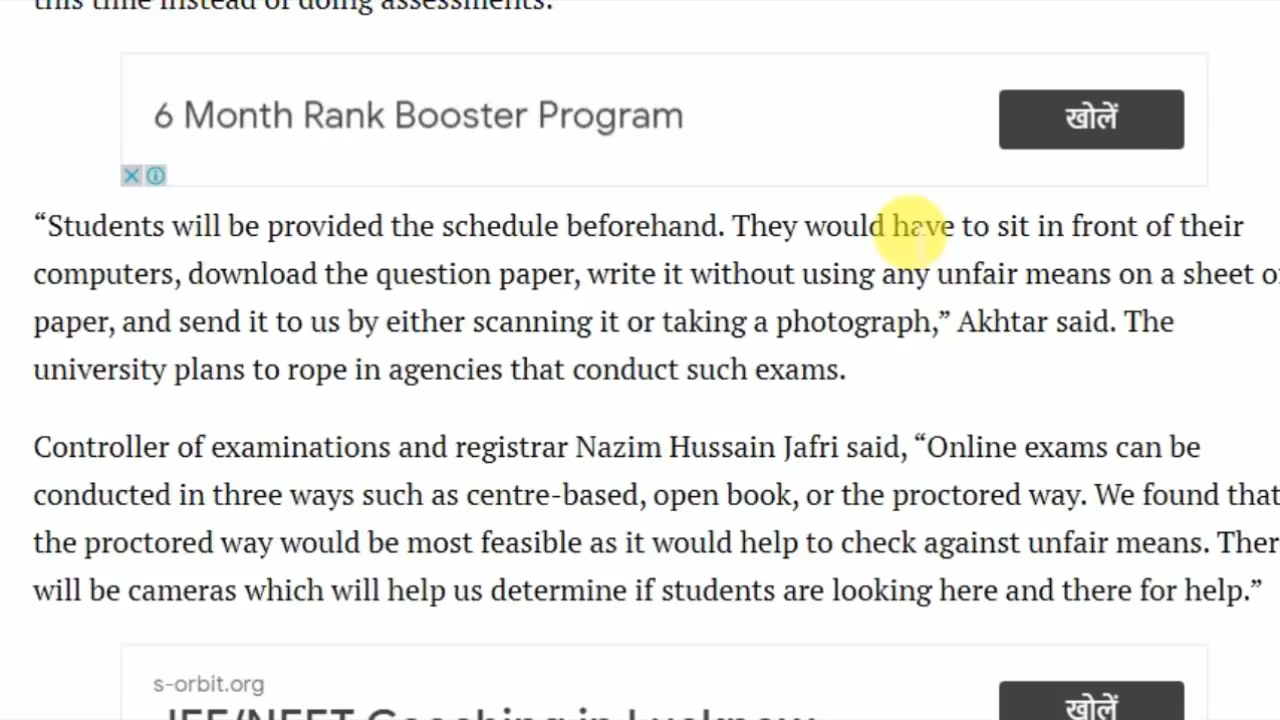 this time instead of doing assessments.
6 Month Rank Booster Program
खोलें
“Students will be provided the schedule beforehand. They would have to sit in front of their
computers, download the question paper, write it without using any unfair means on a sheet of
paper, and send it to us by either scanning it or taking a photograph,” Akhtar said. The
university plans to rope in agencies that conduct such exams.
Controller of examinations and registrar Nazim Hussain Jafri said, “Online exams can be
conducted in three ways such as centre-based, open book, or the proctored way. We found that
the proctored way would be most feasible as it would help to check against unfair means. Ther
will be cameras which will help us determine if students are looking here and there for help.”
s-orbit.org
JEE/NEET Coaching in Lucknow
खोलें